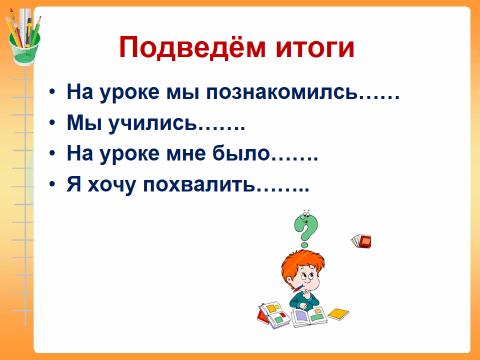 Подведём итоги
• На уроке мы познакомилсь……
• Мы учились…….
• На уроке мне было…….
• Я хочу похвалить……..